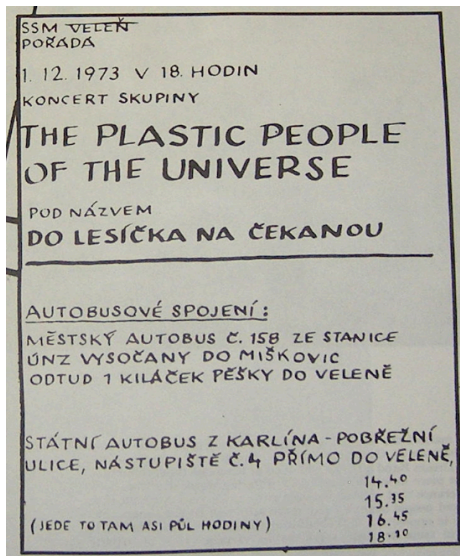 SSM VELEŇ
POŘÁDÁ
1. 12. 1973 V 18. HODIN
KONCERT SKUPINY
THE PLASTIC PEOPLE
OF THE UNIVERSE
POD NÁZVEM
DO LESÍČKA NA ČEKANOU
AUTOBUSOVÉ SPOJENÍ:
MĚSTSKÝ AUTOBUS Č. 158 ZE STANICE
ÚNZ VYSOČANY DO MIŠKOVIC
ODTUD 1 KILÁČEK PĚŠKY DO VELENĚ
STÁTNÍ AUTOBUS Z KARLÍNA - POBŘEŽNÍ
ULICE, NÁSTUPIŠTĚ Č.4 PŘÍMO DO VELENĚ,
14.40
15.35
(JEDE TO TAM ASI PŮL HODINY) 16.45
18.10